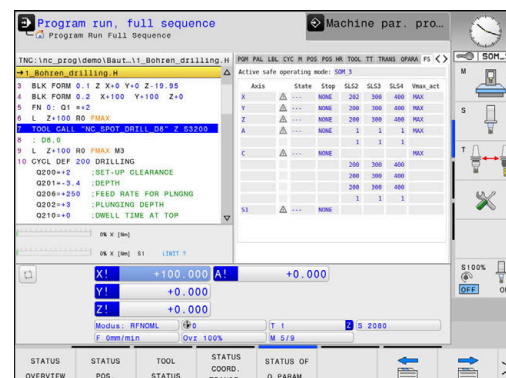 Program run, full sequence
Program Run Full Sequence
Machine par. pro...
TNC:\nc_prog\demo\Baut…\1_Bohren_drilling.H
→1_Bohren_drilling.H
3 BLK FORM 0.1 Z X+0 Y+0 Z-19.95
4 BLK FORM 0.2 X+100 Y+100 Z+0
5 FN 0: Q1 =+2
6 L Z+100 R0 FMAX
7 TOOL CALL "NC_SPOT_DRILL_D8" Z S3200
8 ; D8,0
9 L Z+100 R0 FMAX M3
10 CYCL DEF 200 DRILLING
Q200=+2 ;SET-UP CLEARANCE
Q201=-3.4 ;DEPTH
Q206=+250 ;FEED RATE FOR PLNGNG
Q202=+3 ;PLUNGING DEPTH
Q210=+0 ;DWELL TIME AT TOP
0% X [Nm]
0% X [Nm] S1 LIMIT 1
PGM PAL LBL CYC M POS POS HR TOOL TT TRANS QPARA FS
Active safe operating mode: SOM_3
Axis State Stop SLS2 SLS3 SLS4 Vmax_act
X --- NONE 202 300 400 MAX
Y --- NONE 200 300 400 MAX
Z --- NONE 200 300 400 MAX
A --- NONE 1 1 1 MAX
1 1 1
C --- NONE MAX
200 300 400
200 300 400
200 300 400
1 1 1
S1 --- NONE
X! +100.000 A! +0.000
Y! +0.000
Z! +0.000
Modus: RFNOML 0 T 1 Z S 2080
F 0mm/min Ovr 100% M 5/9
SOM_
M
S
T
S100%
OFF
STATUS OVERVIEW
STATUS POS.
TOOL STATUS
STATUS COORD.
STATUS OF Q PARAM.